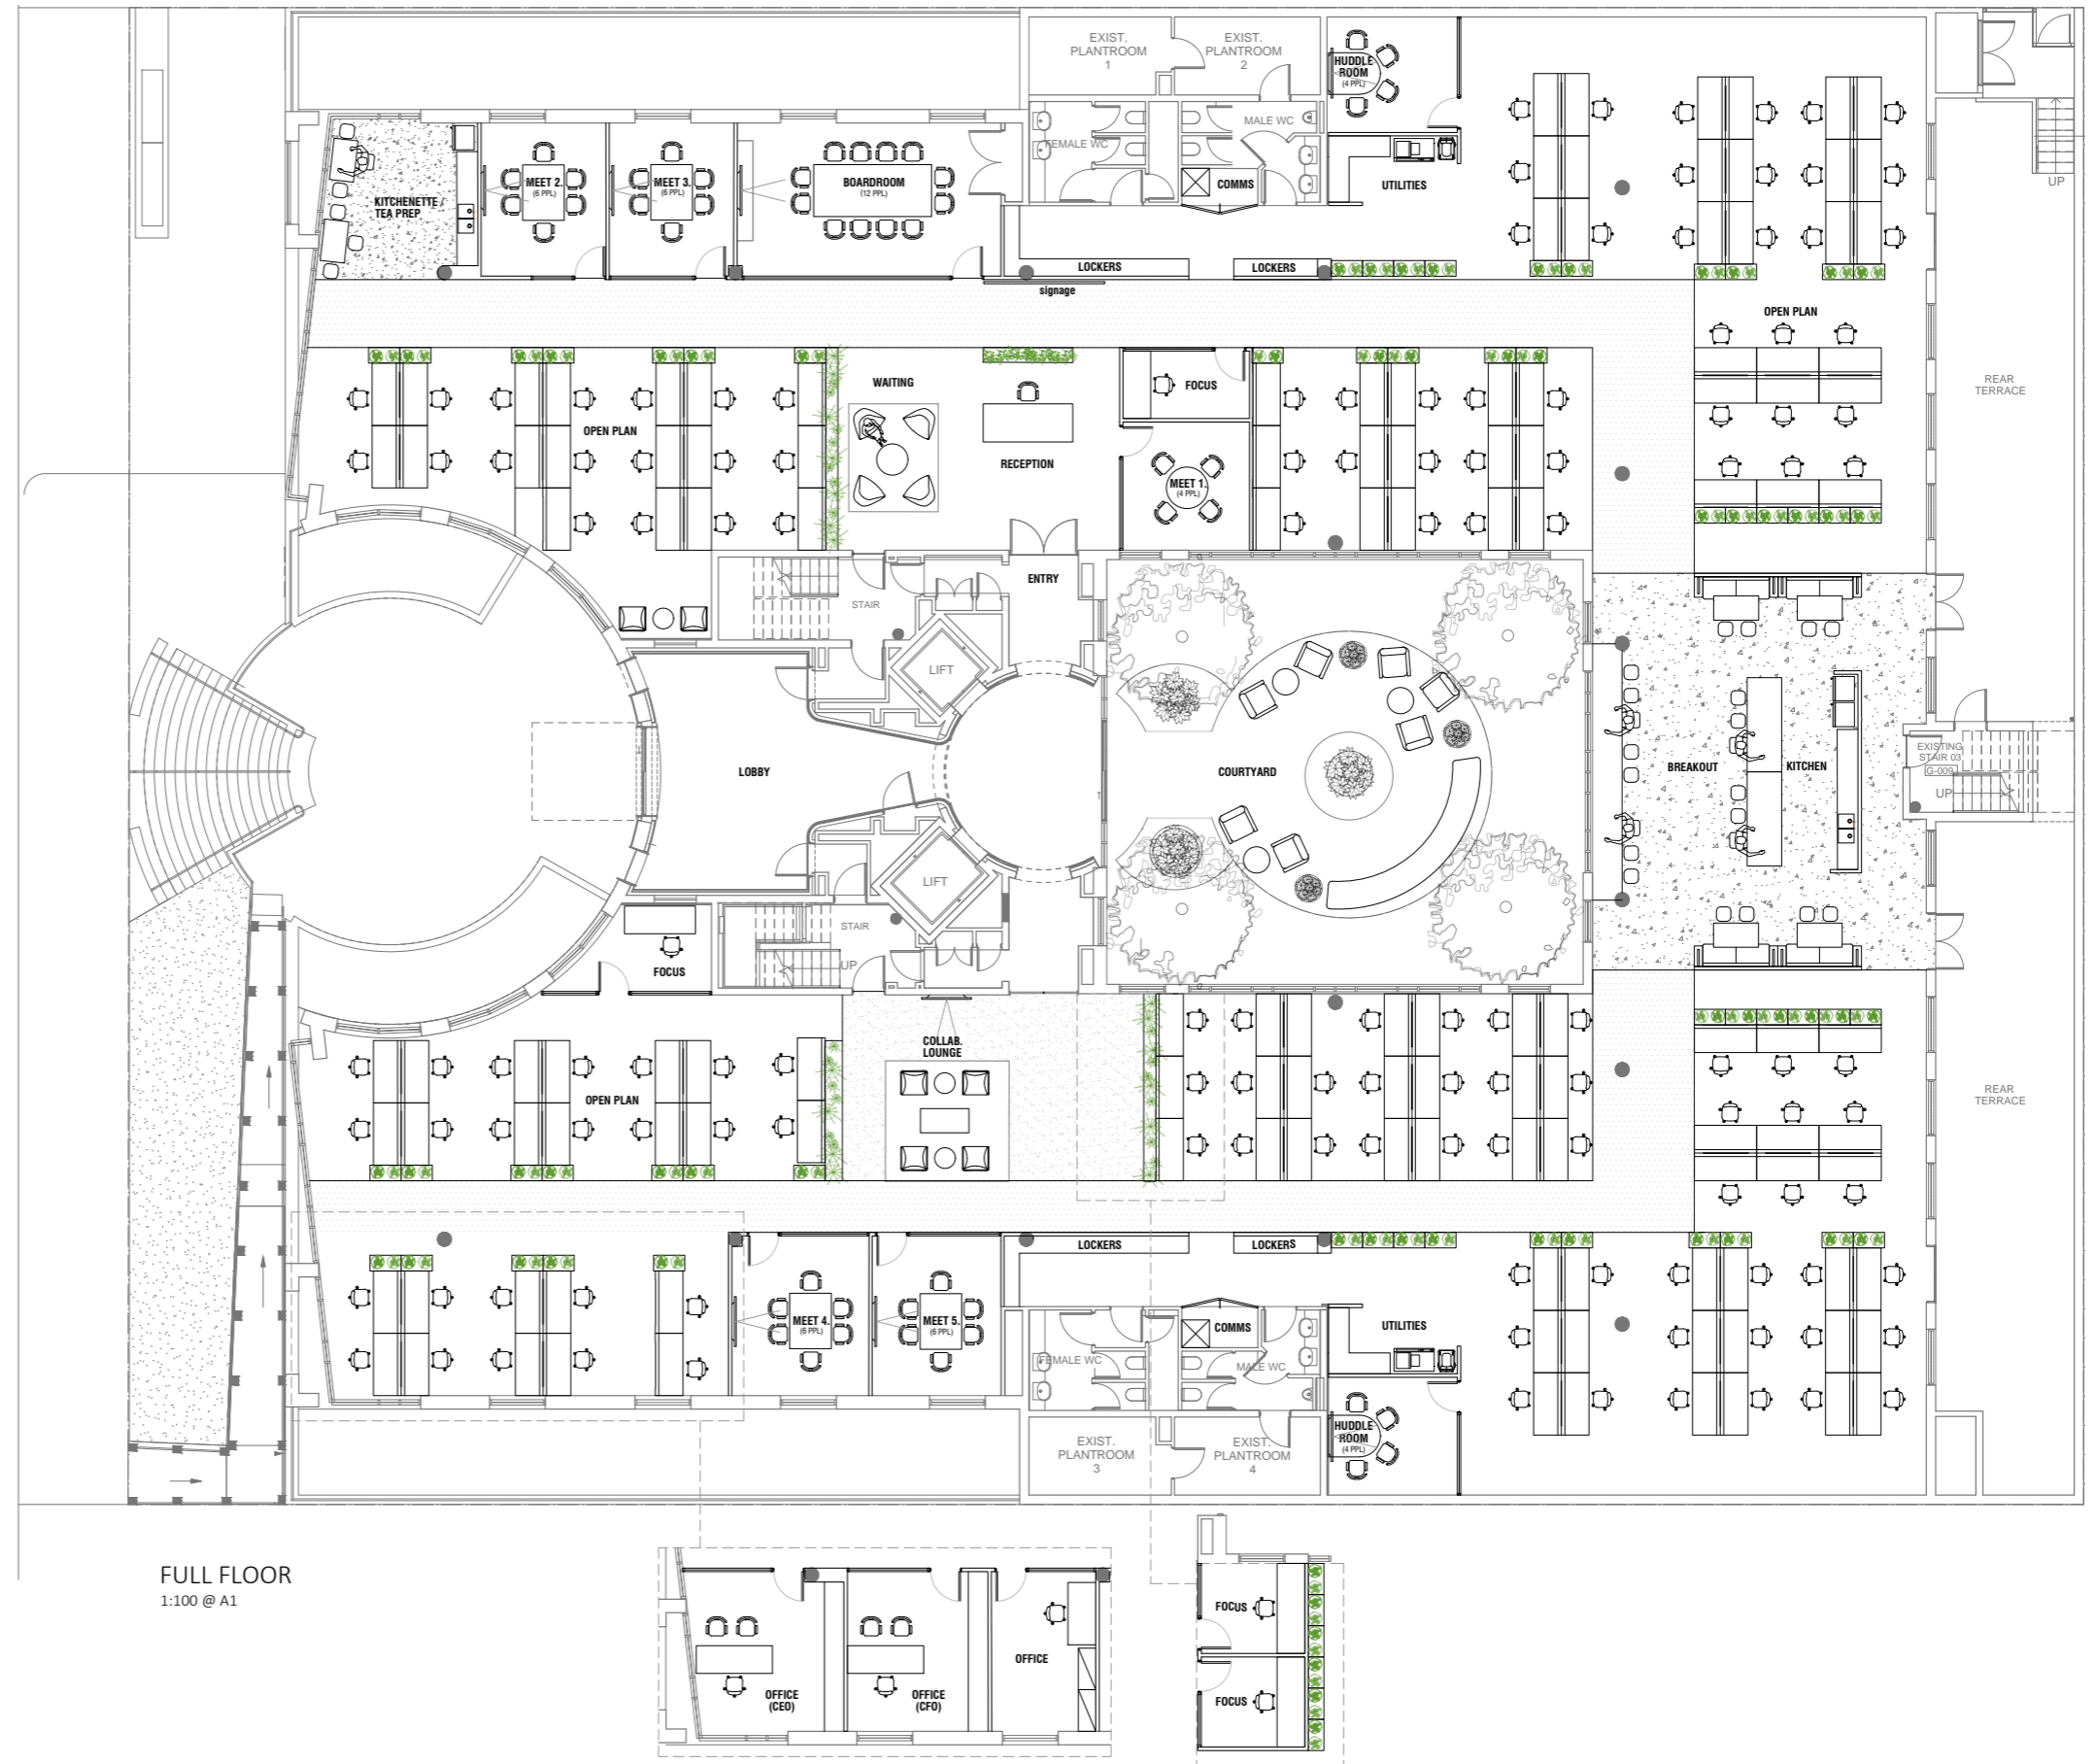 EXIST.
PLANTROOM
1
EXIST.
PLANTROOM
2
HUDDLE
ROOM
(4 PPL)
FEMALE WC
MALE WC
COMMS
UTILITIES
KITCHENETTE /
TEA PREP
MEET 2.
(6 PPL)
MEET 3.
(6 PPL)
BOARDROOM
(12 PPL)
UP
LOCKERS
LOCKERS
signage
OPEN PLAN
REAR
TERRACE
WAITING
FOCUS
OPEN PLAN
RECEPTION
MEET 1.
(4 PPL)
ENTRY
STAIR
LIFT
LOBBY
COURTYARD
BREAKOUT
KITCHEN
EXISTING
STAIR 03
G-009
UP
LIFT
STAIR
UP
FOCUS
COLLAB.
LOUNGE
OPEN PLAN
REAR
TERRACE
LOCKERS
LOCKERS
MEET 4.
(6 PPL)
MEET 5.
(6 PPL)
COMMS
UTILITIES
FEMALE WC
MALE WC
HUDDLE
ROOM
(4 PPL)
EXIST.
PLANTROOM
3
EXIST.
PLANTROOM
4
FULL FLOOR
1:100 @ A1
OFFICE
(CEO)
OFFICE
(CFO)
OFFICE
FOCUS
FOCUS